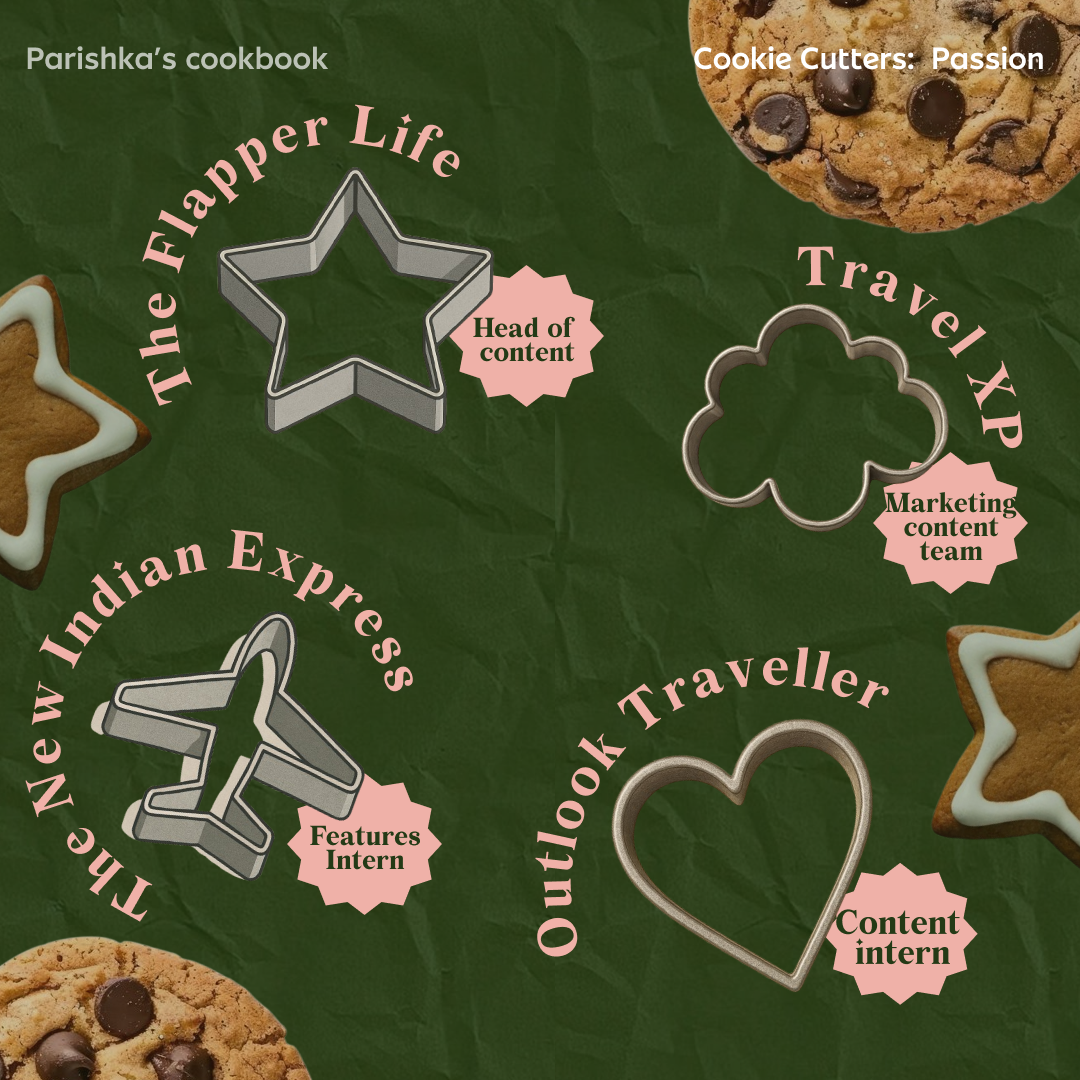 Parishka's cookbook
Cookie Cutters: Passion
The Flapper Life
Head of
content
Travel XP
Marketing
content
team
The New Indian Express
Features
Intern
Outlook Traveller
Content
intern